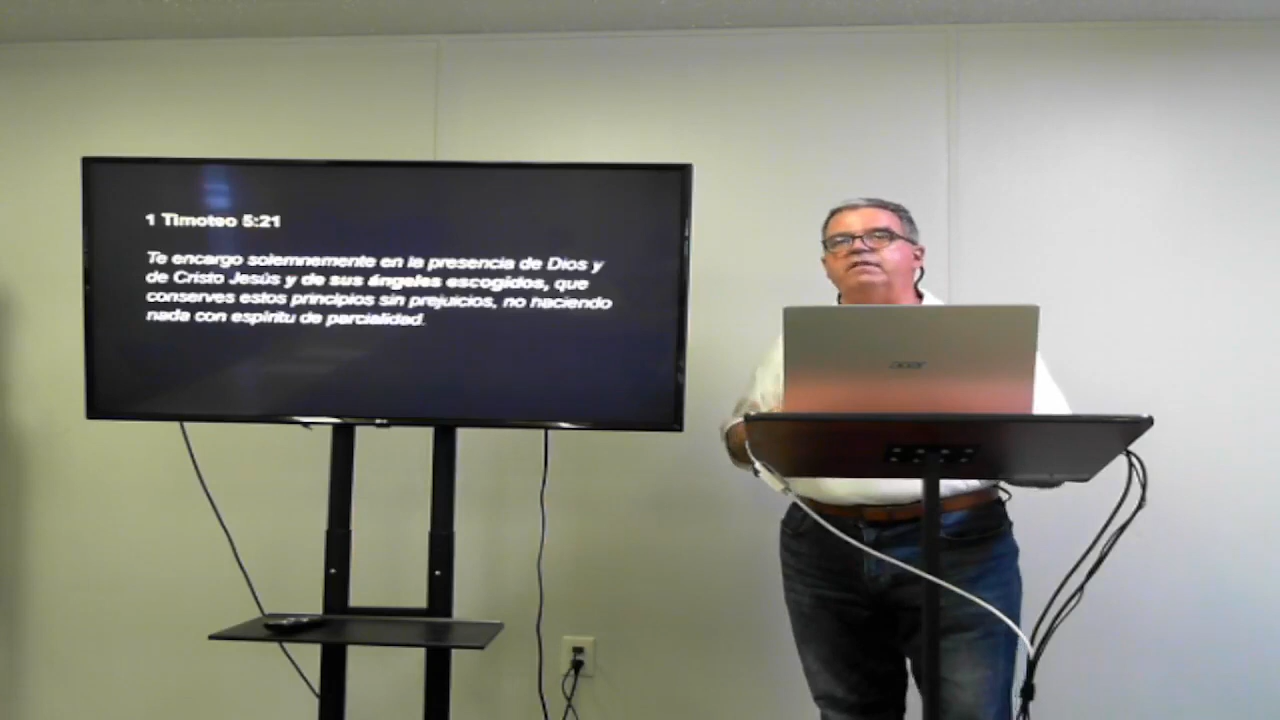 1 Timoteo 5:21
Te encargo solemnemente en la presencia de Dios y
de Cristo Jesús y de sus ángeles escogidos, que
conserves estos principios sin prejuicios, no haciendo
nada con espíritu de parcialidad.
acer